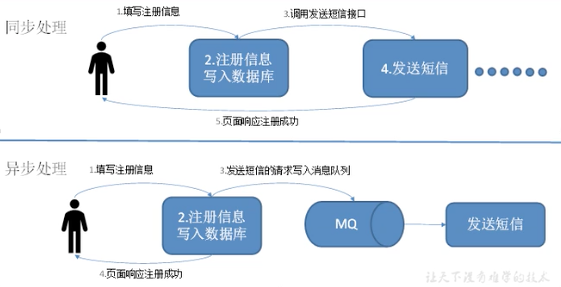 同步处理
1.填写注册信息
3.调用发送短信接口
2.注册信息
写入数据库
4.发送短信
5.页面响应注册成功
异步处理
1.填写注册信息
3.发送短信的请求写入消息队列
2.注册信息
写入数据库
MQ
发送短信
4.页面响应注册成功
让天下没有难学的技术